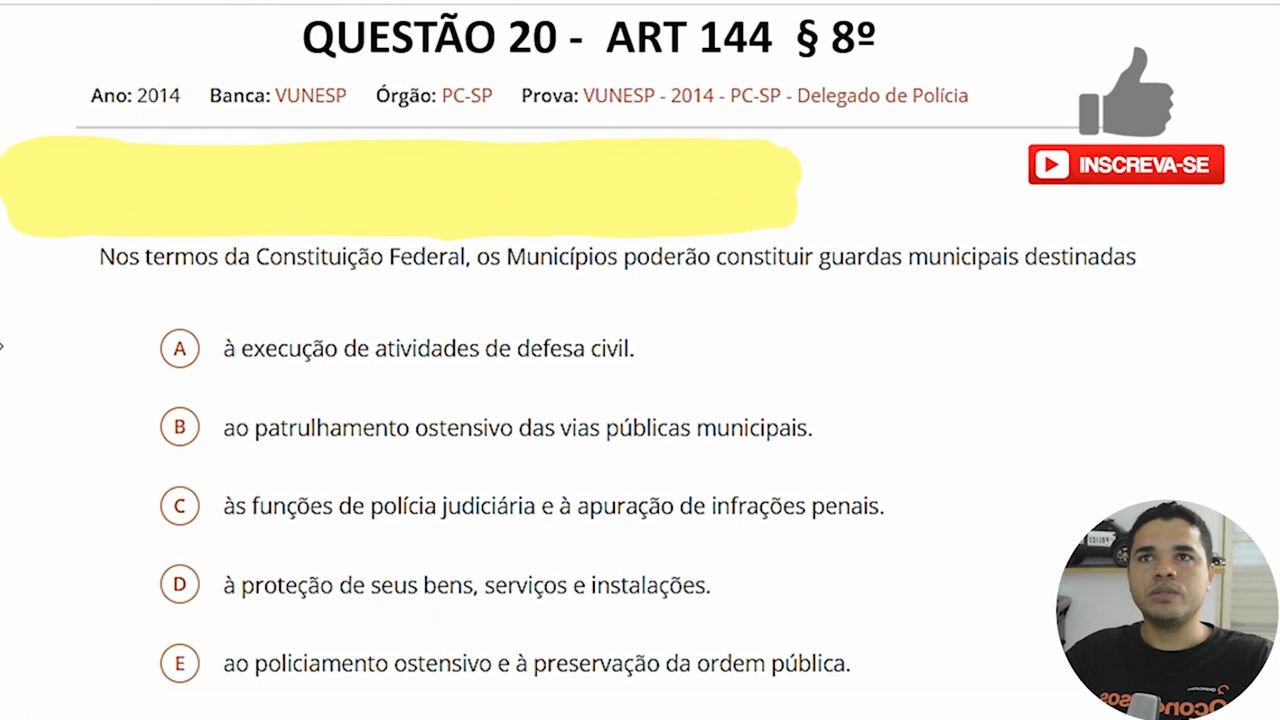 QUESTÃO 20 - ART 144 § 8º
Ano: 2014 Banca: VUNESP Órgão: PC-SP Prova: VUNESP - 2014 - PC-SP - Delegado de Polícia
INSCREVA-SE
Nos termos da Constituição Federal, os Municípios poderão constituir guardas municipais destinadas
A à execução de atividades de defesa civil.
B ao patrulhamento ostensivo das vias públicas municipais.
C às funções de polícia judiciária e à apuração de infrações penais.
D à proteção de seus bens, serviços e instalações.
E ao policiamento ostensivo e à preservação da ordem pública.